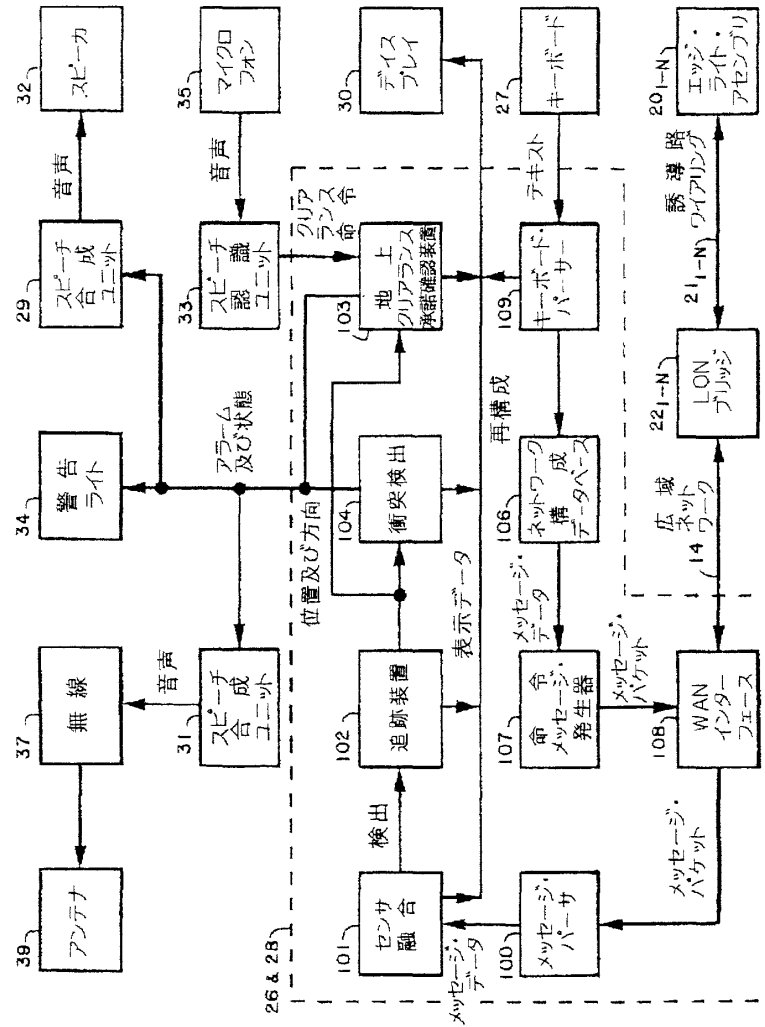 39
アンテナ
37
無線
音声
31
スピーチ
合成
ユニット
34
警告
ライト
アラーム
及び状態
29
スピーチ
合成
ユニット
音声
32
スピーカ
35
マイクロ
フォン
音声
33
スピーチ
認識
ユニット
クリア
ランス命
令
26 & 28
101
センサ
融合
検出
102
追跡装置
位置及び方向
104
衝突検出
103
地上
クリアランス
承諾確認装置
30
ディス
プレイ
表示データ
メッセージ・
データ
100
メッセージ・
パーサ
107
命令
メッセージ・
発生器
メッセージ・
データ
106
ネットワーク
構成
データベース
再構成
109
キーボード・
パーサー
テキスト
27
キーボード
メッセージ・
パケット
メッセージ・
パケット
108
WAN
インター
フェース
14
広域
ネット
ワーク
221-N
LON
ブリッジ
211-N
誘導路
ワイアリング
201-N
エッジ・
ライト・
アセンブリ